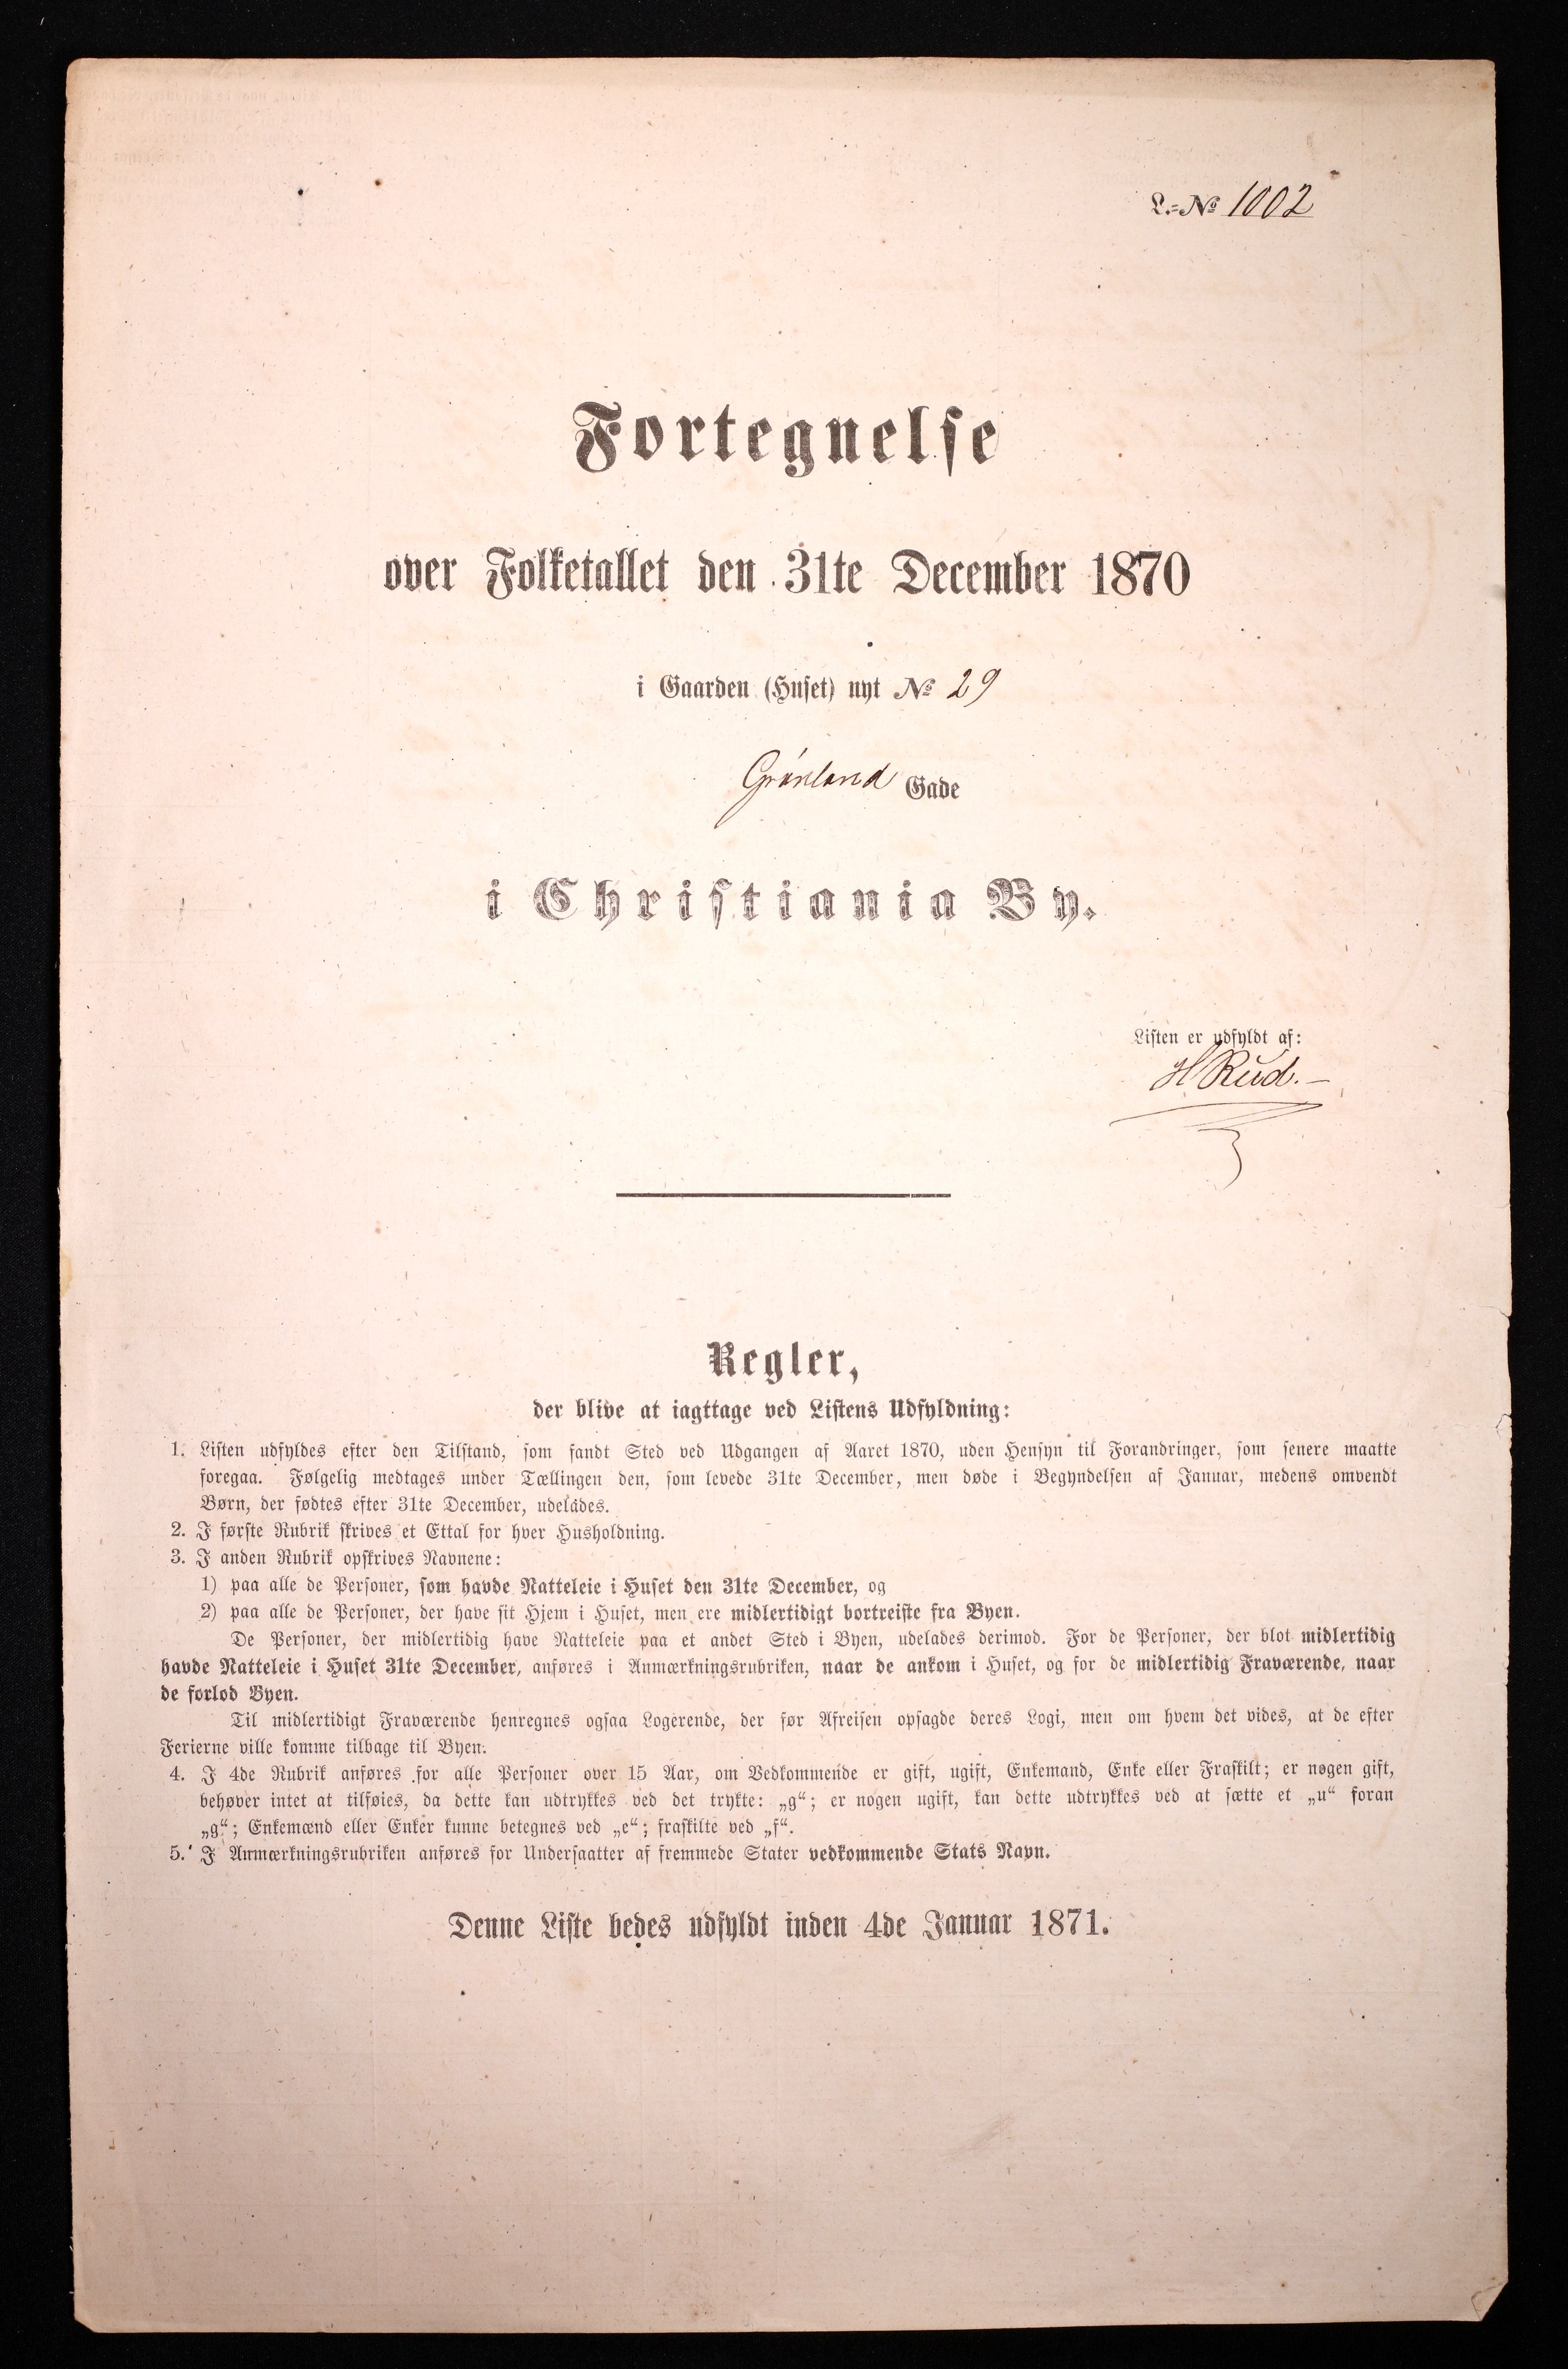 L.-№ 1002
Fortegnelse
over Folketallet den 31te December 1870
i Gaarden (Huset) nyt № 29
Grønland Gade
i Christiania By.
Listen er udfyldt af:
H Rud.—
Regler,
der blive at iagttage ved Listens Udfyldning:
1. Listen udfyldes efter den Tilstand, som fandt Sted ved Udgangen af Aaret 1870, uden Hensyn til Forandringer, som senere maatte
foregaa. Følgelig medtages under Tællingen den, som levede 31te December, men døde i Begyndelsen af Januar, medens omvendt
Børn, der fødtes efter 31te December, udelades.
2. I første Rubrik skrives et Ettal for hver Husholdning.
3. I anden Rubrik opskrives Navnene:
1) paa alle de Personer, som havde Natteleie i Huset den 31te December, og
2) paa alle de Personer, der have sit Hjem i Huset, men ere midlertidigt bortreiste fra Byen.
De Personer, der midlertidig have Natteleie paa et andet Sted i Byen, udelades derimod. For de Personer, der blot midlertidig
havde Natteleie i Huset 31te December, anføres i Anmærkningsrubriken, naar de ankom i Huset, og for de midlertidig Fraværende, naar
de forlod Byen.
Til midlertidigt Fraværende henregnes ogsaa Logerende, der før Afreisen opsagde deres Logi, men om hvem det vides, at de efter
Ferierne ville komme tilbage til Byen.
4. I 4de Rubrik anføres for alle Personer over 15 Aar, om Vedkommende er gift, ugift, Enkemand, Enke eller Fraskilt; er nogen gift,
behøver intet at tilføies, da dette kan udtrykkes ved det trykte: „g“; er nogen ugift, kan dette udtrykkes ved at sætte et „u“ foran
„g“; Enkemænd eller Enker kunne betegnes ved „e“; fraskilte ved „f“.
5. I Anmærkningsrubriken anføres for Undersaatter af fremmede Stater vedkommende Stats Navn.
Denne Liste bedes udfyldt inden 4de Januar 1871.